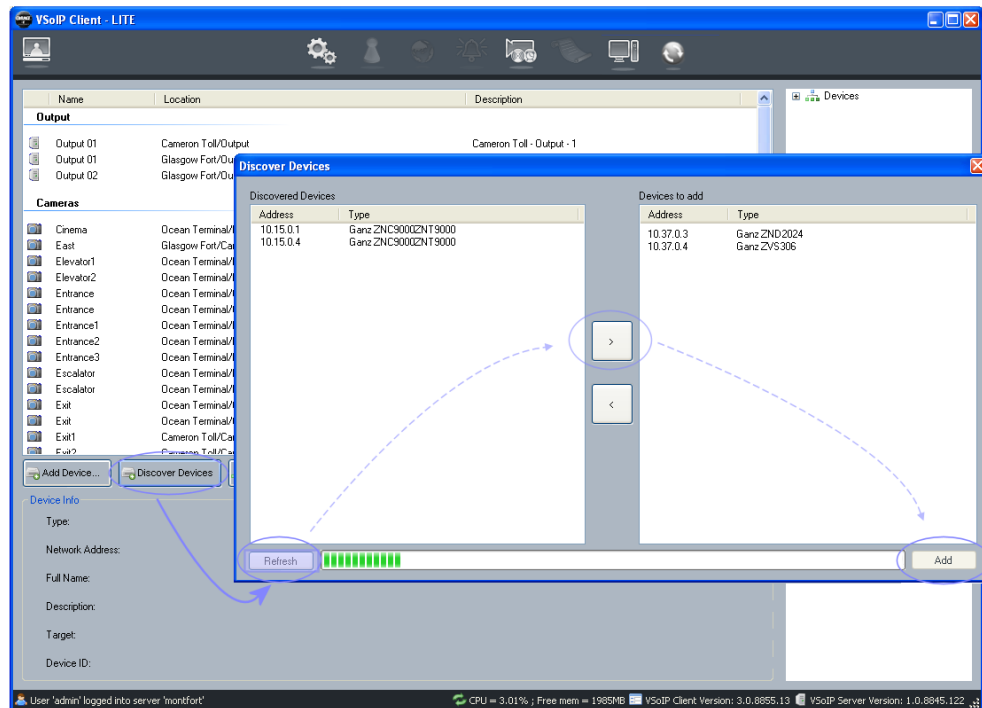 VSoIP Client - LITE
Name Location Description
Devices
Output
Output 01 Cameron Toll/Output Cameron Toll - Output - 1
Output 01 Glasgow Fort/Ou
Output 02 Glasgow Fort/Ou
Cameras
Cinema Ocean Terminal/
East Glasgow Fort/Ca
Elevator1 Ocean Terminal/
Elevator2 Ocean Terminal/
Entrance Ocean Terminal/
Entrance Ocean Terminal/
Entrance1 Ocean Terminal/
Entrance2 Ocean Terminal/
Entrance3 Ocean Terminal/
Escalator Ocean Terminal/
Escalator Ocean Terminal/
Exit Ocean Terminal/
Exit Ocean Terminal/
Exit1 Cameron Toll/Ca
Exit2 Cameron Toll/Ca
Add Device... Discover Devices
Discover Devices
Discovered Devices
Address Type
10.15.0.1 Ganz ZNC9000ZNT9000
10.15.0.4 Ganz ZNC9000ZNT9000
>
<
Devices to add
Address Type
10.37.0.3 Ganz ZND2024
10.37.0.4 Ganz ZVS306
Refresh
Add
Device Info
Type:
Network Address:
Full Name:
Description:
Target:
Device ID:
User 'admin' logged into server 'montfort' CPU = 3.01% ; Free mem = 1985MB VSoIP Client Version: 3.0.8855.13 VSoIP Server Version: 1.0.8845.122